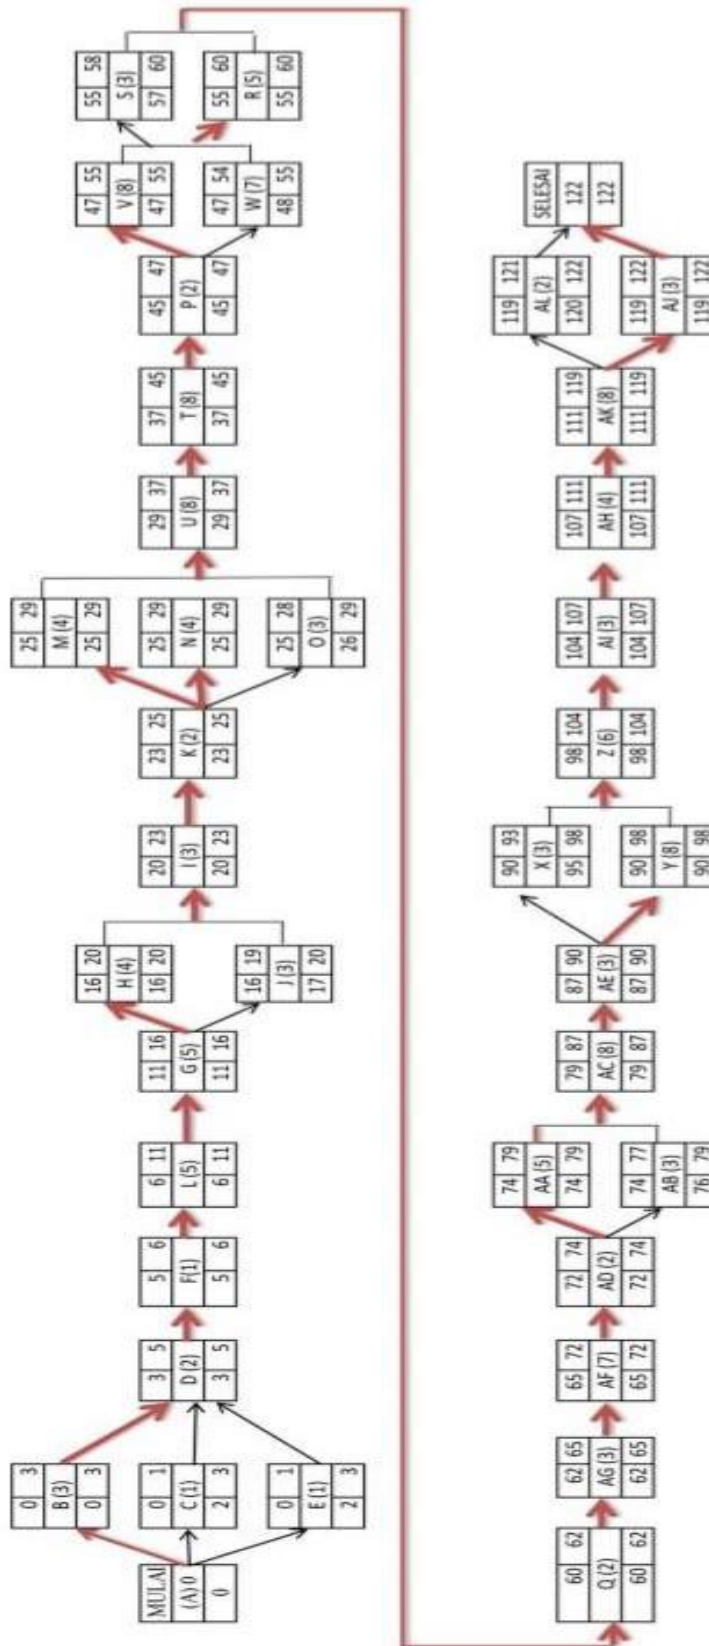 MULAI
(A) 0
0
0 3
B (3)
0 3
0 1
C (1)
2 3
0 1
E (1)
2 3
3 5
D (2)
3 5
5 6
F(1)
5 6
6 11
L (5)
6 11
11 16
G (5)
11 16
16 20
H (4)
16 20
16 19
J (3)
17 20
20 23
I (3)
20 23
23 25
K (2)
23 25
25 29
M (4)
25 29
25 29
N (4)
25 29
25 28
O (3)
26 29
29 37
U (8)
29 37
37 45
T (8)
37 45
45 47
P (2)
45 47
47 55
V (8)
47 55
47 54
W (7)
48 55
55 58
S (3)
57 60
55 60
R (5)
55 60
60 62
Q (2)
60 62
62 65
AG (3)
62 65
65 72
AF (7)
65 72
72 74
AD (2)
72 74
74 79
AA (5)
74 79
74 77
AB (3)
76 79
79 87
AC (8)
79 87
87 90
AE (3)
87 90
90 93
X (3)
95 98
90 98
Y (8)
90 98
98 104
Z (6)
98 104
104 107
AI (3)
104 107
107 111
AH (4)
107 111
111 119
AK (8)
111 119
119 121
AL (2)
120 122
119 122
AJ (3)
119 122
SELESAI
122
122